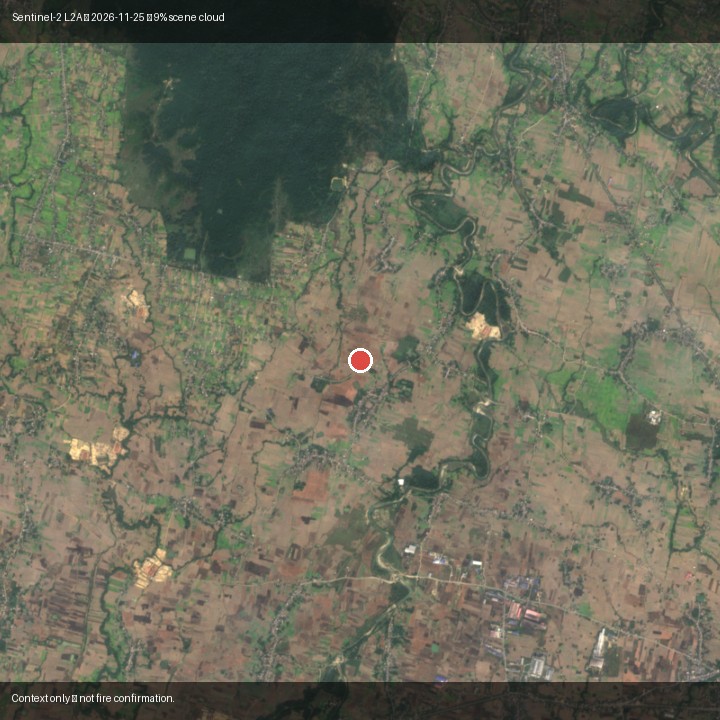 Sentinel-2 L2A▯2026-11-25▯9% scene cloud
Context only▯not fire confirmation.